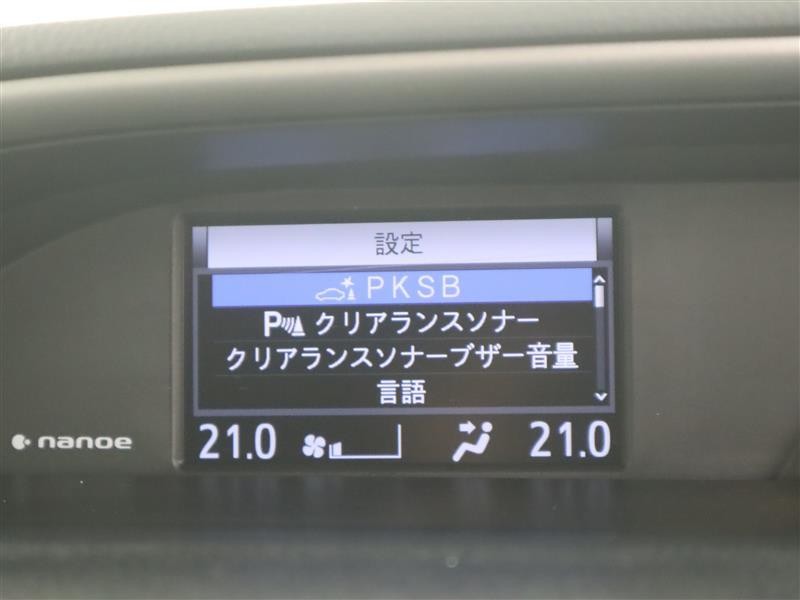 設定
PKSB
P クリアランスソナー
クリアランスソナーブザー音量
言語
nanoe
21.0 21.0